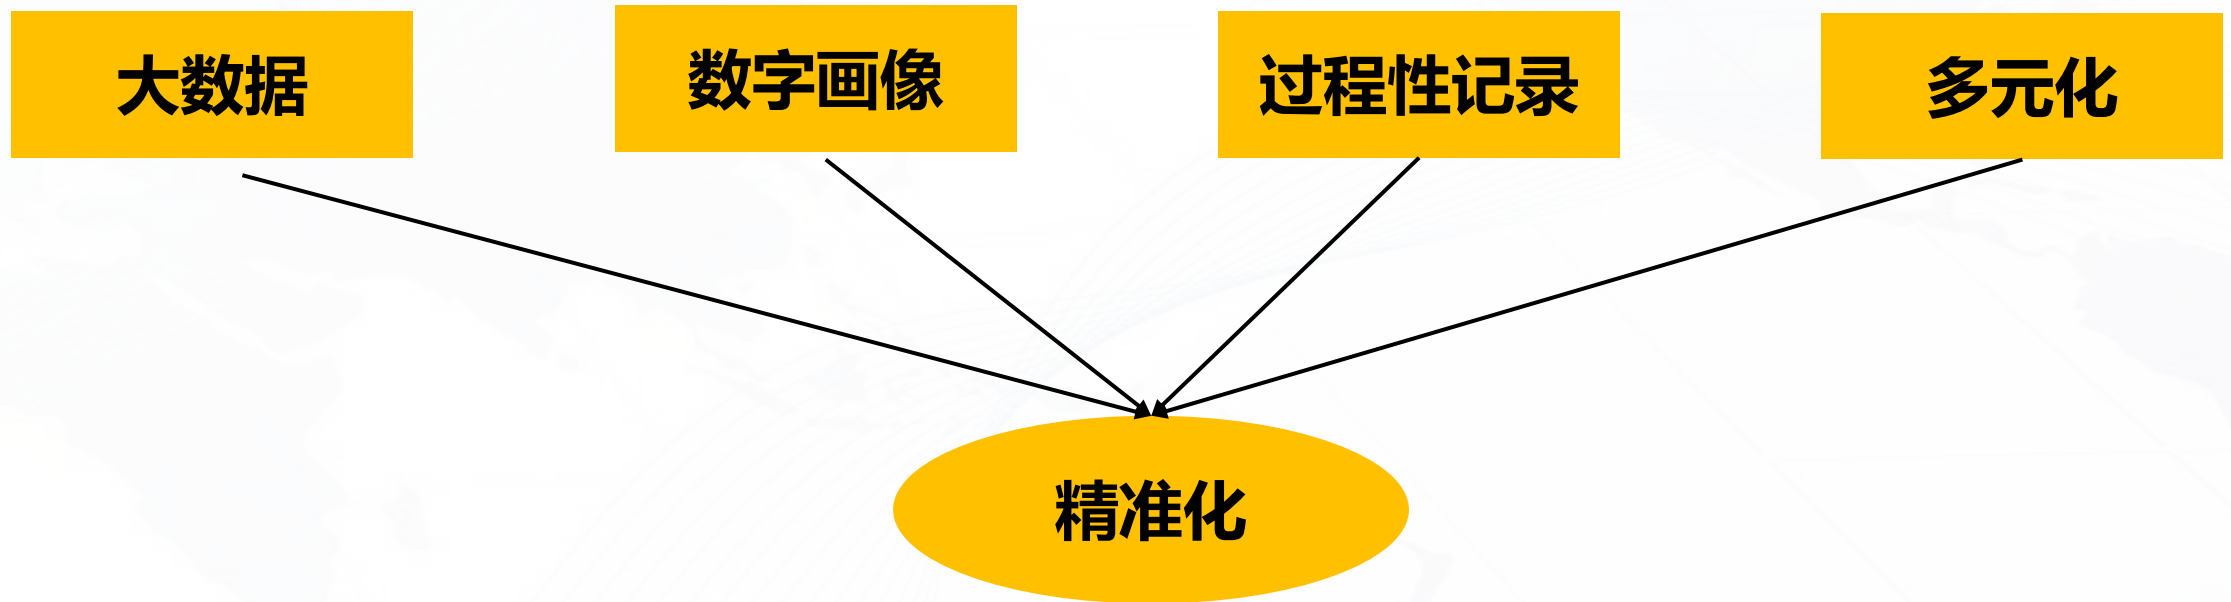 大数据
数字画像
过程性记录
多元化
精准化